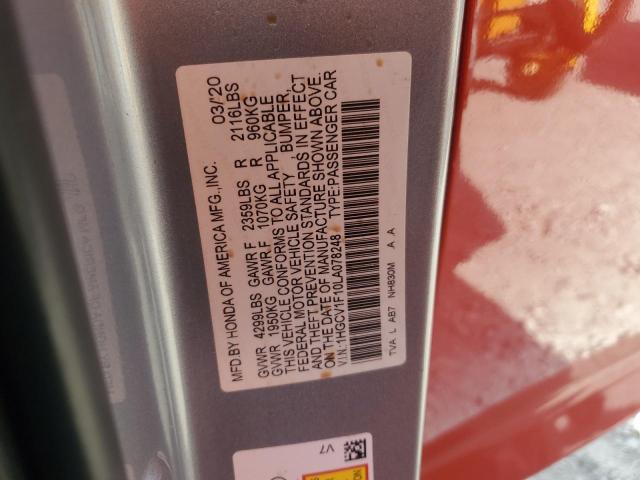 MFD.BY HONDA OF AMERICA MFG.,INC. 03/20
GVWR 4299LBS GAWR F 2359LBS R 2116LBS
GVWR 1950KG GAWR F 1070KG R 960KG
THIS VEHICLE CONFORMS TO ALL APPLICABLE
FEDERAL MOTOR VEHICLE SAFETY BUMPER,
AND THEFT PREVENTION STANDARDS IN EFFECT
ON THE DATE OF MANUFACTURE SHOWN ABOVE.
V.I.N.:1HGCV1F10LA078248 TYPE:PASSENGER CAR
TVA L AB7 NH830M A A
V7